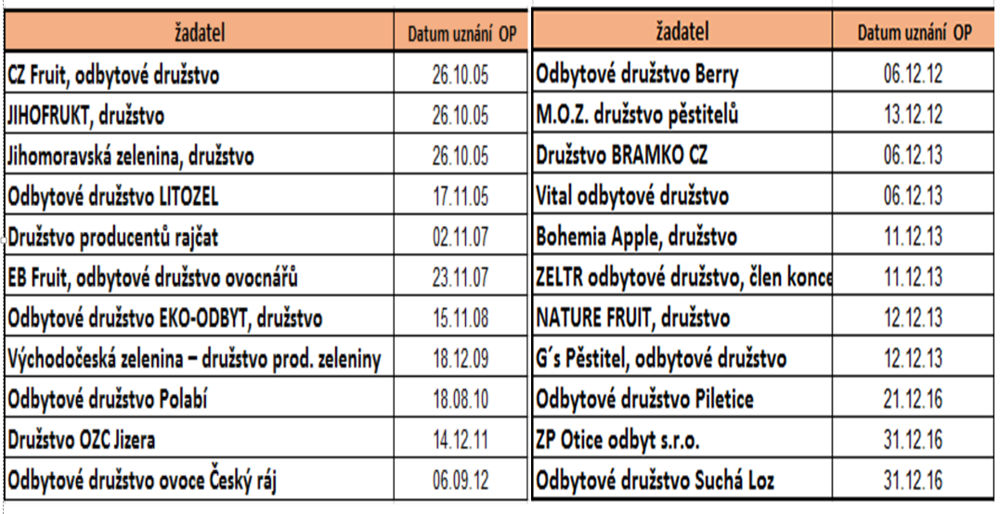 žadatel Datum uznání OP
CZ Fruit, odbytové družstvo 26.10.05
JIHOFRUKT, družstvo 26.10.05
Jihomoravská zelenina, družstvo 26.10.05
Odbytové družstvo LITOZEL 17.11.05
Družstvo producentů rajčat 02.11.07
EB Fruit, odbytové družstvo ovocnářů 23.11.07
Odbytové družstvo EKO-ODBYT, družstvo 15.11.08
Východočeská zelenina – družstvo prod. zeleniny 18.12.09
Odbytové družstvo Polabí 18.08.10
Družstvo OZC Jizera 14.12.11
Odbytové družstvo ovoce Český ráj 06.09.12
žadatel Datum uznání OP
Odbytové družstvo Berry 06.12.12
M.O.Z. družstvo pěstitelů 13.12.12
Družstvo BRAMKO CZ 06.12.13
Vital odbytové družstvo 06.12.13
Bohemia Apple, družstvo 11.12.13
ZELTR odbytové družstvo, člen konce 11.12.13
NATURE FRUIT, družstvo 12.12.13
G´s Pěstitel, odbytové družstvo 12.12.13
Odbytové družstvo Piletice 21.12.16
ZP Otice odbyt s.r.o. 31.12.16
Odbytové družstvo Suchá Loz 31.12.16